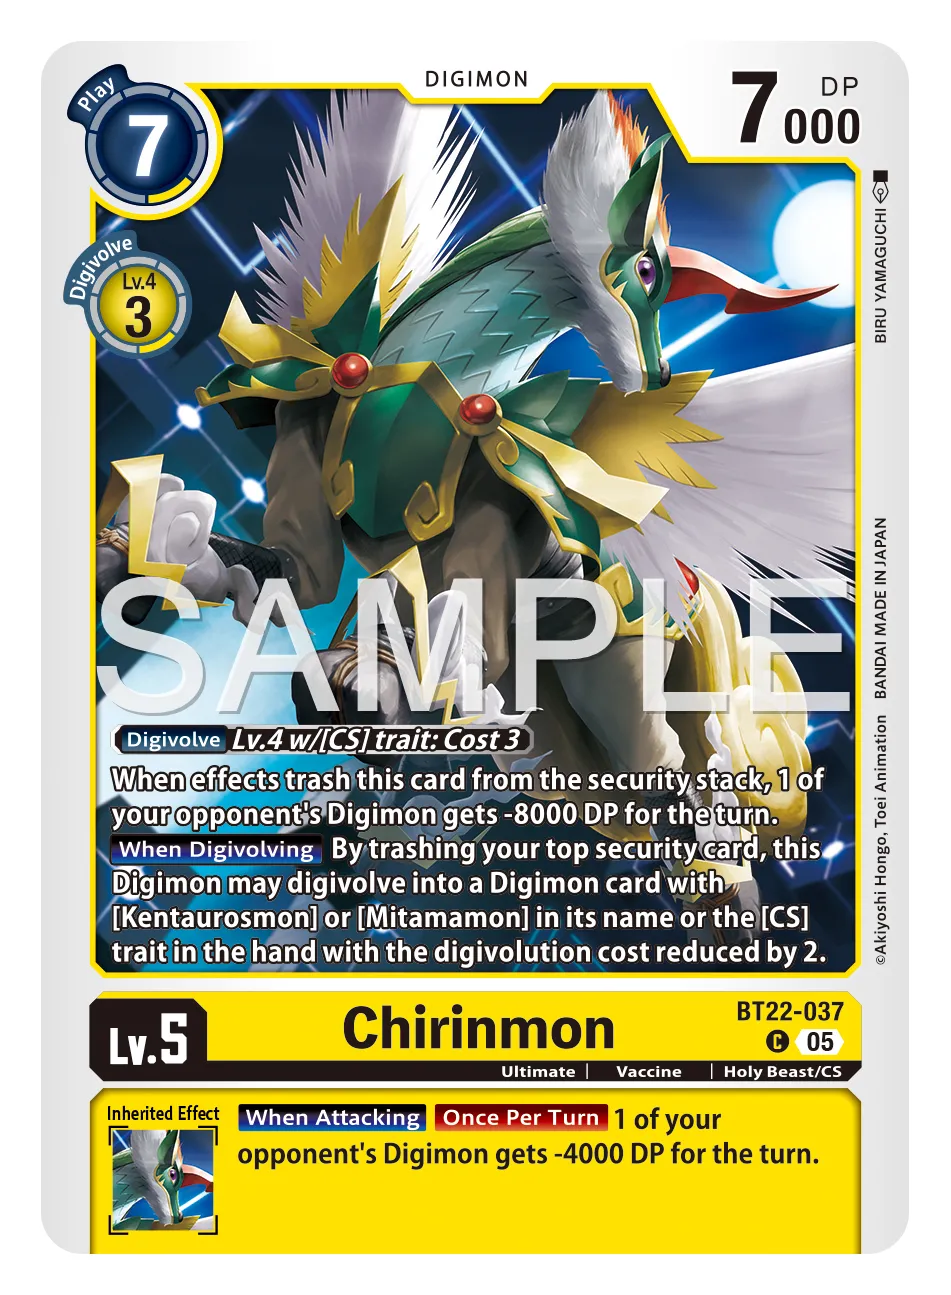 DIGIMON
Play
7
DP
7000
Digivolve
Lv.4
3
BIRU YAMAGUCHI
BANDAI MADE IN JAPAN
©Akiyoshi Hongo, Toei Animation
SAMPLE
Digivolve Lv.4 w/[CS] trait: Cost 3
When effects trash this card from the security stack, 1 of
your opponent's Digimon gets -8000 DP for the turn.
When Digivolving By trashing your top security card, this
Digimon may digivolve into a Digimon card with
[Kentaurosmon] or [Mitamamon] in its name or the [CS]
trait in the hand with the digivolution cost reduced by 2.
Lv.5
Chirinmon
BT22-037
C 05
Ultimate | Vaccine | Holy Beast/CS
Inherited Effect
When Attacking Once Per Turn 1 of your
opponent's Digimon gets -4000 DP for the turn.